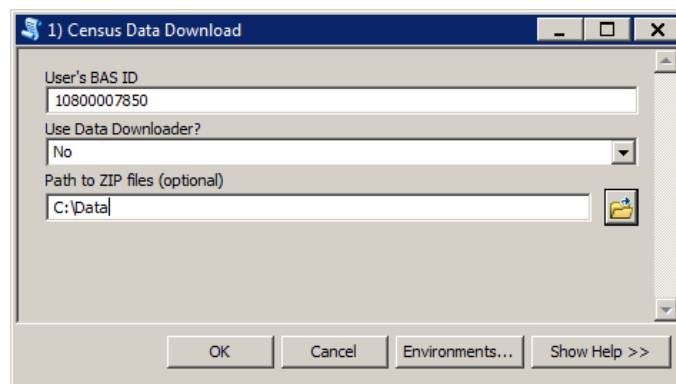 1) Census Data Download
User's BAS ID
10800007850
Use Data Downloader?
No
Path to ZIP files (optional)
C:\Data
OK Cancel Environments... Show Help >>